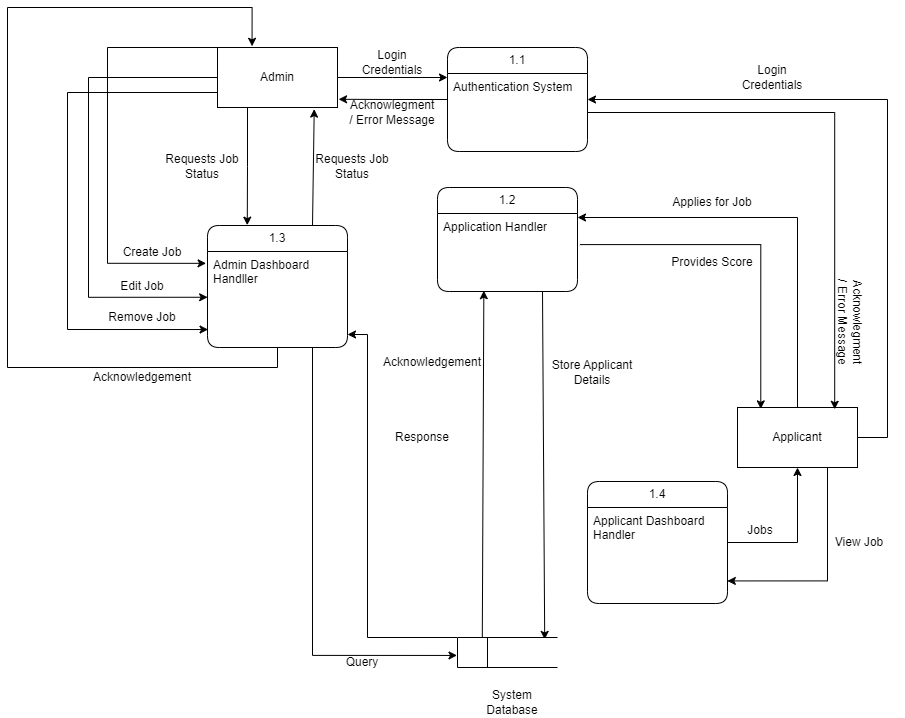 1.1
Admin
Login
Credentials
Authentication System
Login
Credentials
Acknowlegment
/ Error Message
Requests Job
Status
Requests Job
Status
1.2
Application Handler
Applies for Job
Provides Score
1.3
Admin Dashboard
Handller
Create Job
Edit Job
Remove Job
Acknowledgement
Acknowlegment
/ Error Message
Acknowledgement
Store Applicant
Details
Response
Applicant
1.4
Applicant Dashboard
Handler
Jobs
View Job
Query
System
Database